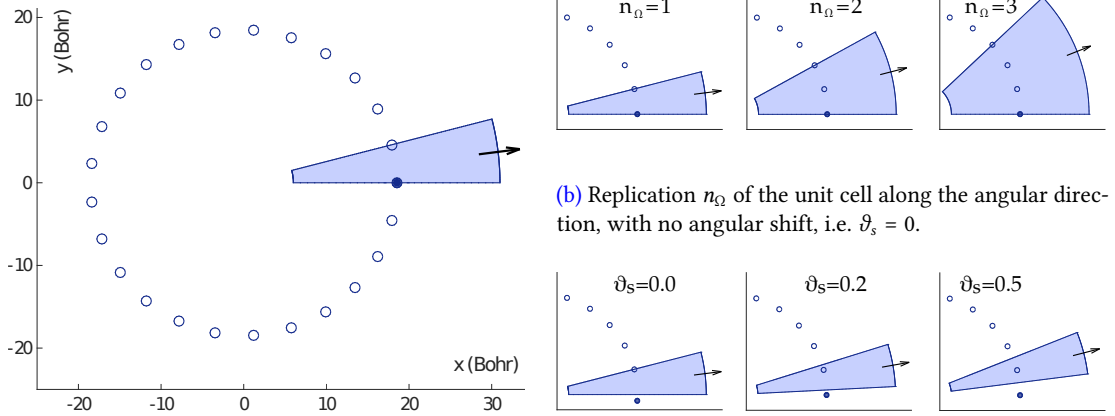 20
10
0
-10
-20
y (Bohr)
x (Bohr)
-20 -10 0 10 20 30
n_Ω=1 n_Ω=2 n_Ω=3
(b) Replication n_Ω of the unit cell along the angular direc-
tion, with no angular shift, i.e. ϑ_s = 0.
ϑs=0.0 ϑs=0.2 ϑs=0.5